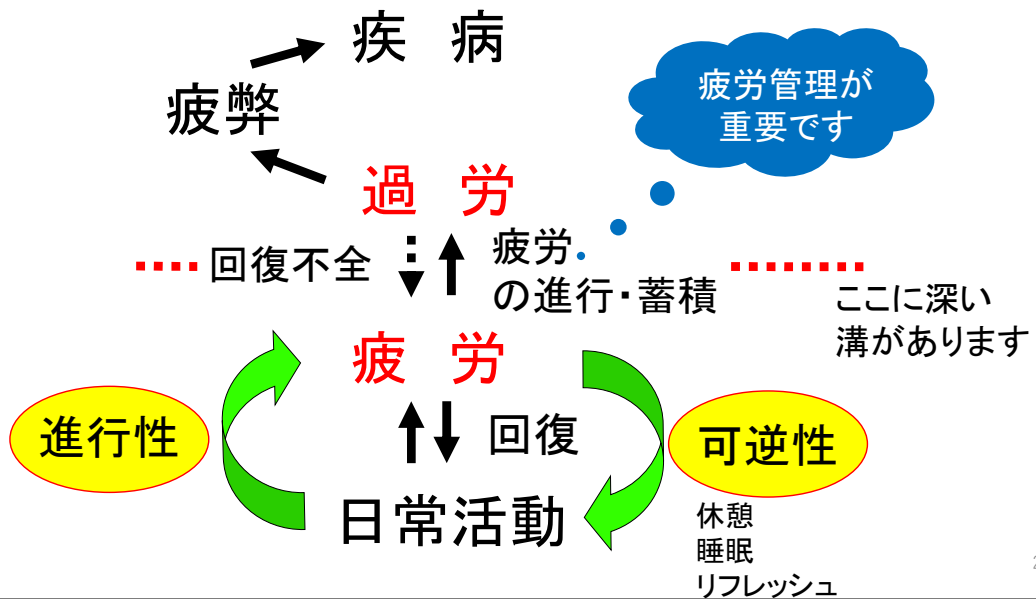 疾 病
疲弊
疲労管理が
重要です
過 労
回復不全
疲労
の進行・蓄積
ここに深い
溝があります
疲 労
進行性
回復
可逆性
日常活動
休憩
睡眠
リフレッシュ
2